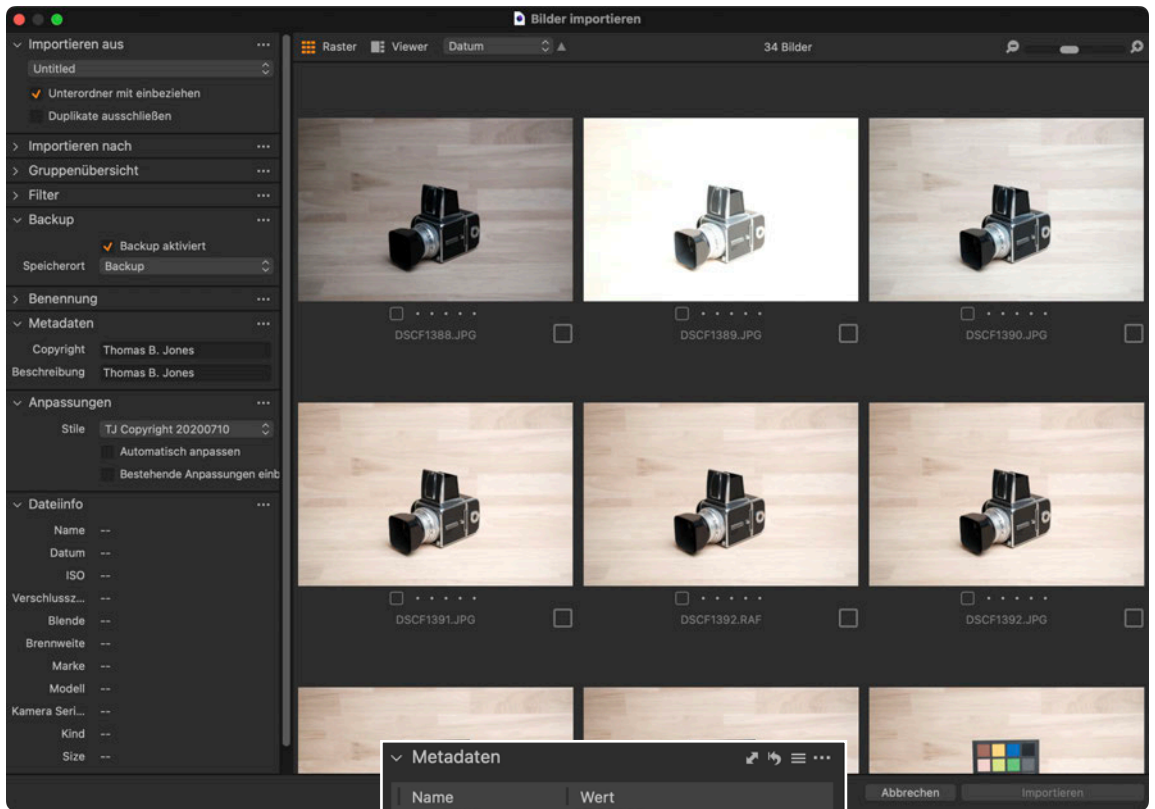 Bilder importieren
Importieren aus
Untitled
Unterordner mit einbeziehen
Duplikate ausschließen
Importieren nach
Gruppenübersicht
Filter
Backup
Backup aktiviert
Speicherort Backup
Benennung
Metadaten
Copyright Thomas B. Jones
Beschreibung Thomas B. Jones
Anpassungen
Stile TJ Copyright 20200710
Automatisch anpassen
Bestehende Anpassungen einb
Dateiinfo
Name --
Datum --
ISO --
Verschlussz... --
Blende --
Brennweite --
Marke --
Modell --
Kamera Seri... --
Kind --
Size --
Raster Viewer Datum 34 Bilder
DSCF1388.JPG DSCF1389.JPG DSCF1390.JPG
DSCF1391.JPG DSCF1392.RAF DSCF1392.JPG
Metadaten
Name Wert
Abbrechen Importieren